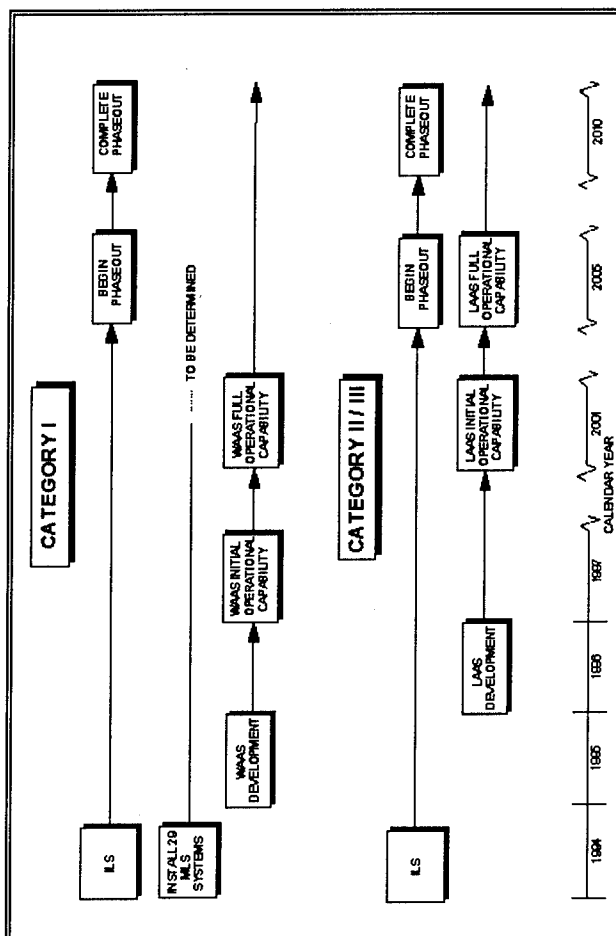 CATEGORY I
ILS
BEGIN
PHASEOUT
COMPLETE
PHASEOUT
INSTALL 29
MLS
SYSTEMS
TO BE DETERMINED
WAAS
DEVELOPMENT
WAAS INITIAL
OPERATIONAL
CAPABILITY
WAAS FULL
OPERATIONAL
CAPABILITY
CATEGORY II / III
ILS
BEGIN
PHASEOUT
COMPLETE
PHASEOUT
LAAS
DEVELOPMENT
LAAS INITIAL
OPERATIONAL
CAPABILITY
LAAS FULL
OPERATIONAL
CAPABILITY
1994 1995 1996 1997 2001 2005 2010
CALENDAR YEAR